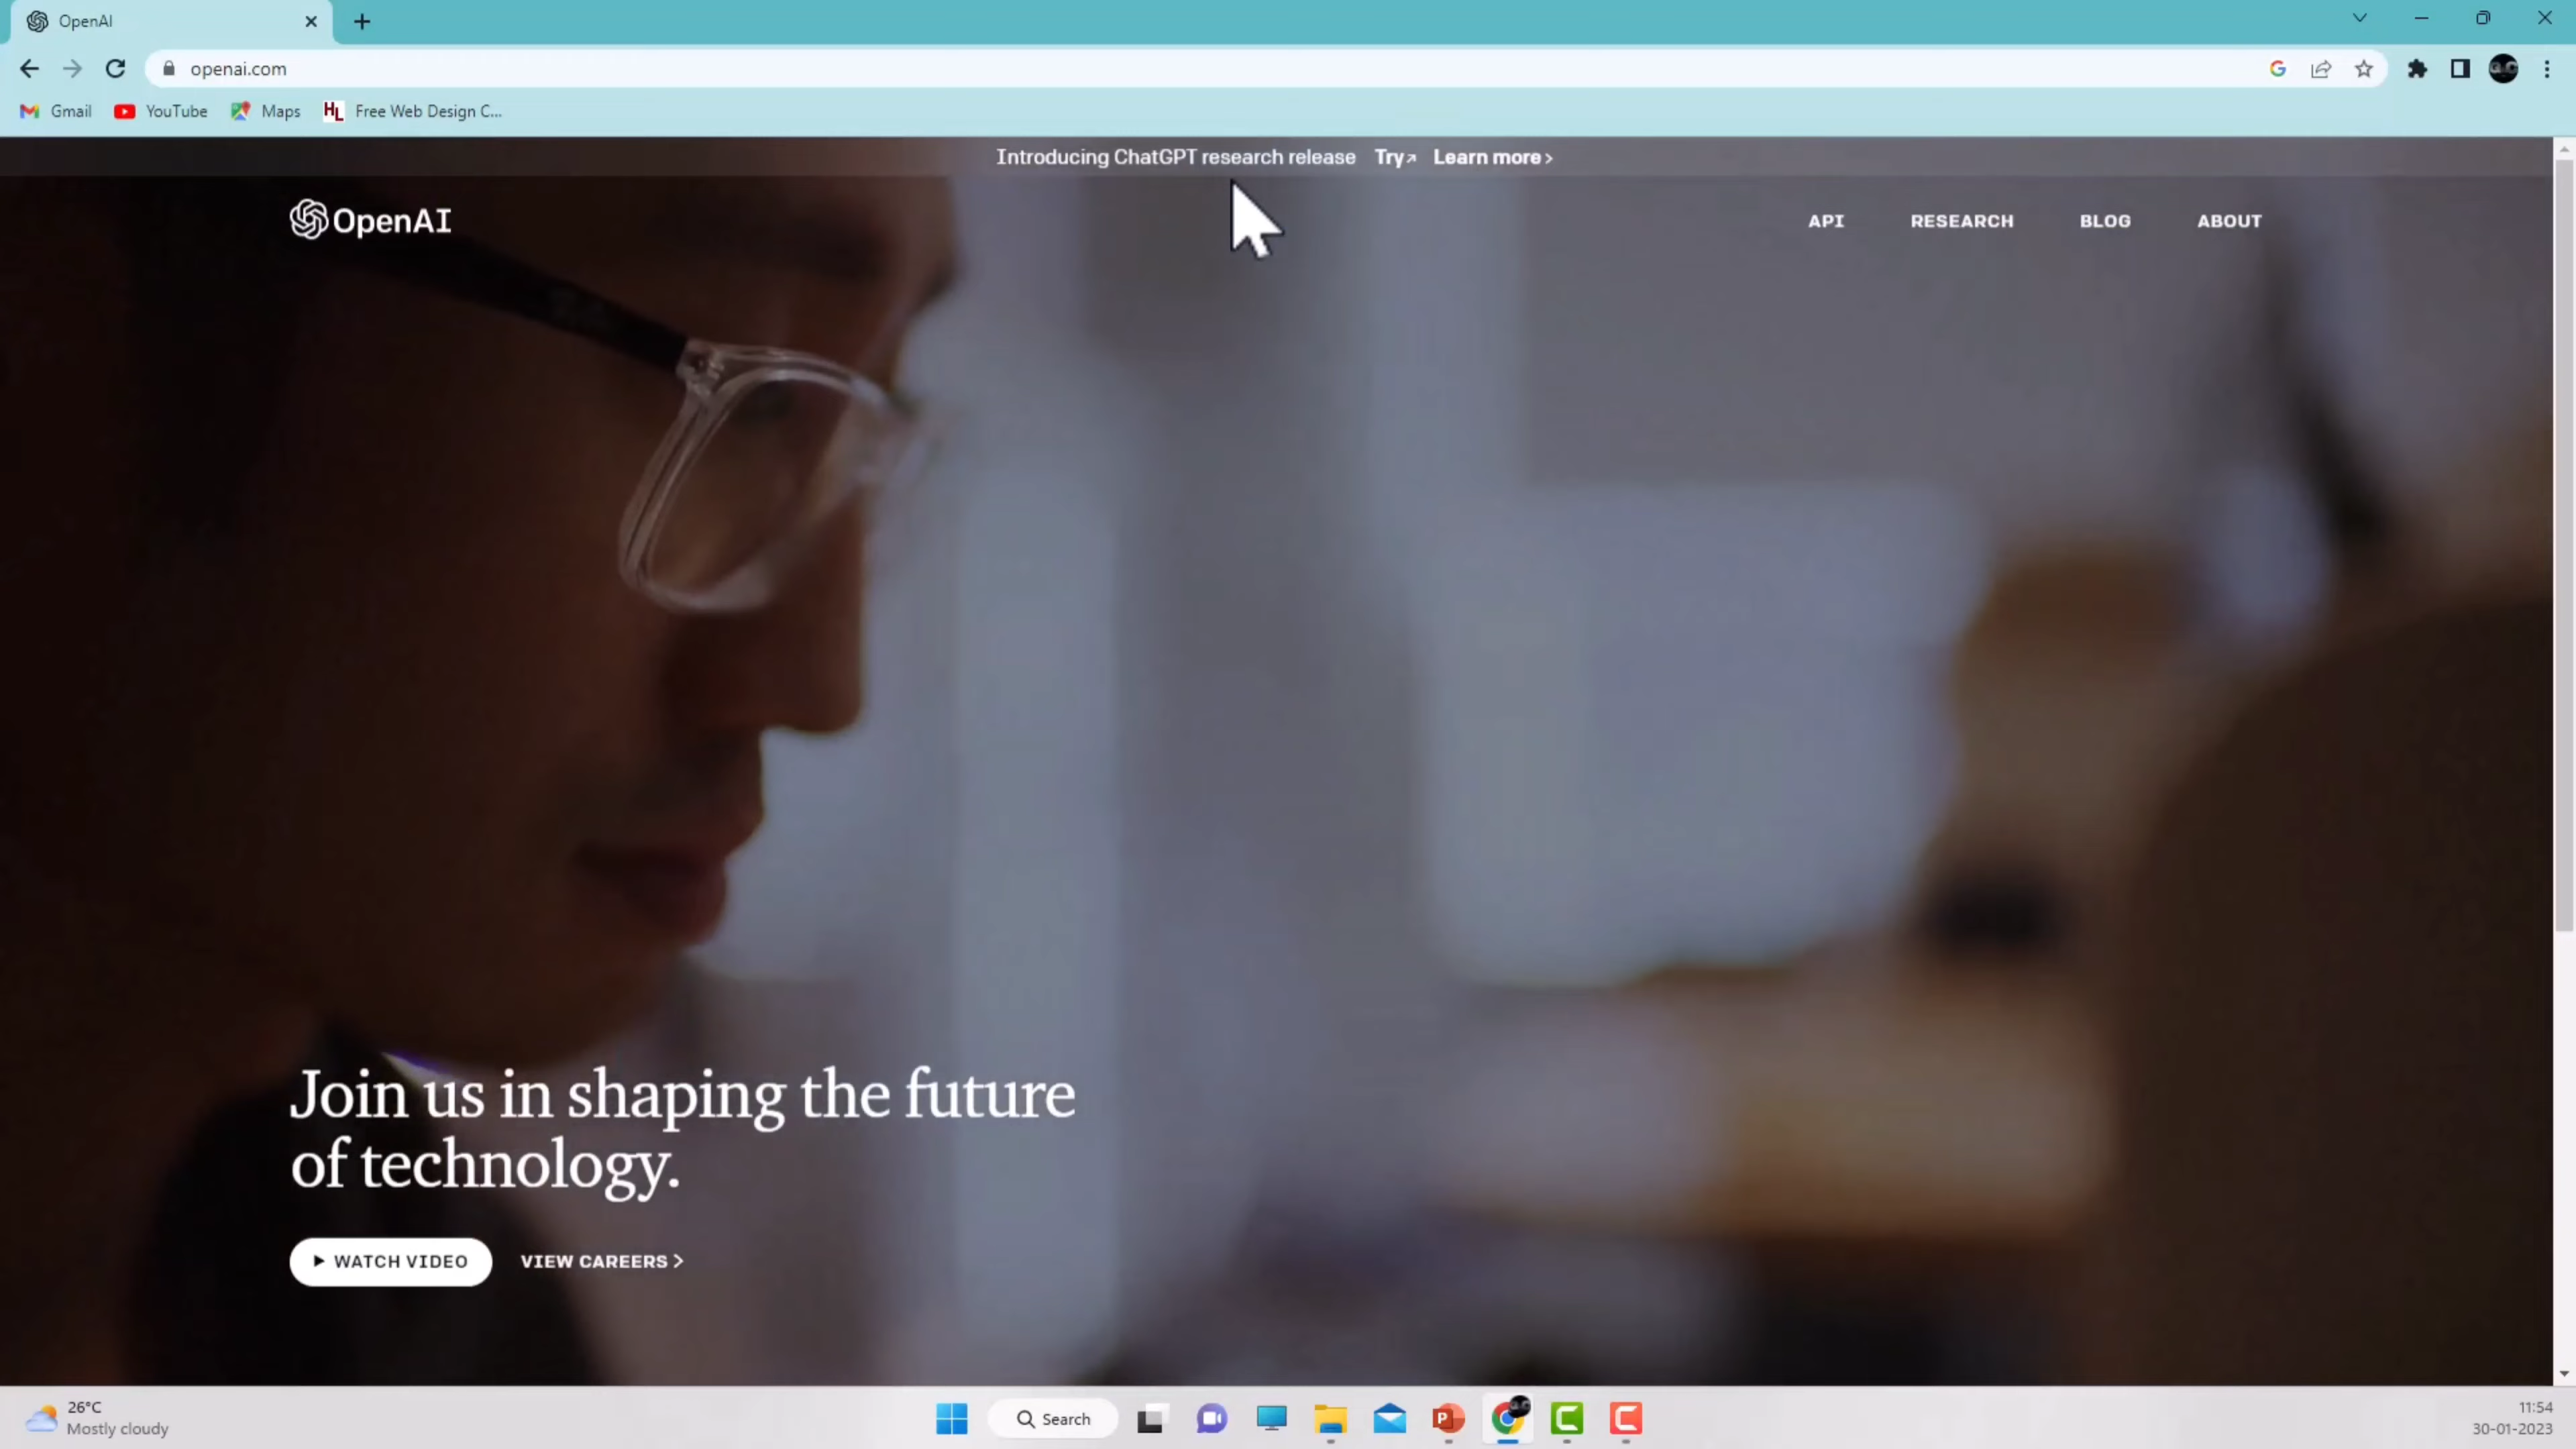 OpenAI
openai.com
Gmail YouTube Maps HL Free Web Design C...
Introducing ChatGPT research release Try↗ Learn more >
OpenAI API RESEARCH BLOG ABOUT
Join us in shaping the future
of technology.
WATCH VIDEO VIEW CAREERS >
26°C
Mostly cloudy
Search
11:54
30-01-2023